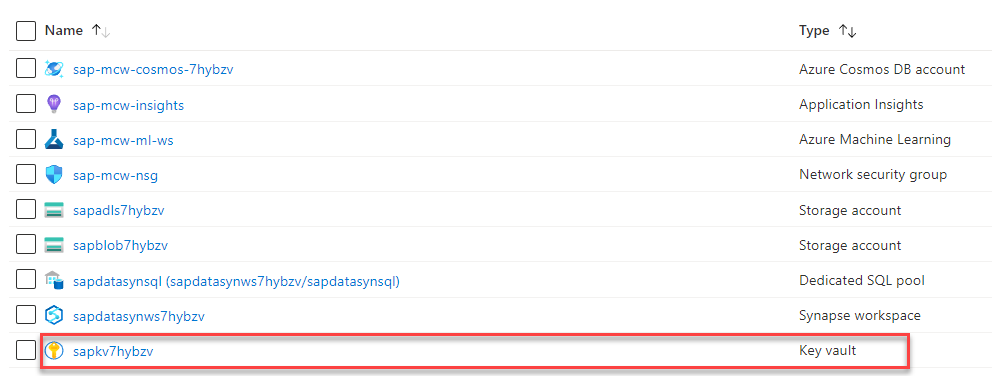 Name ↑↓ Type ↑↓
sap-mcw-cosmos-7hybzv Azure Cosmos DB account
sap-mcw-insights Application Insights
sap-mcw-ml-ws Azure Machine Learning
sap-mcw-nsg Network security group
sapadls7hybzv Storage account
sapblob7hybzv Storage account
sapdatasynsql (sapdatasynws7hybzv/sapdatasynsql) Dedicated SQL pool
sapdatasynws7hybzv Synapse workspace
sapkv7hybzv Key vault